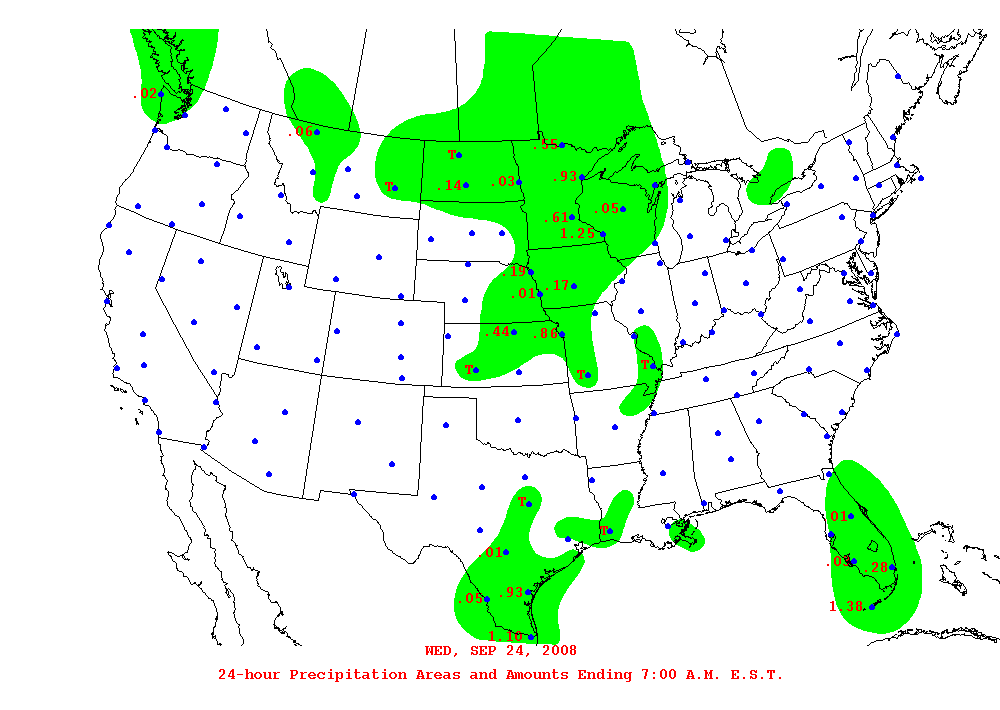 .02
.06
.55
T
.93
T
.14
.03
.05
.61
1.25
.19
.17
.01
.44
.86
T
T
T
T
T
.01
.01
.28
.93
.05
1.38
1.10
WED, SEP 24, 2008
24-hour Precipitation Areas and Amounts Ending 7:00 A.M. E.S.T.